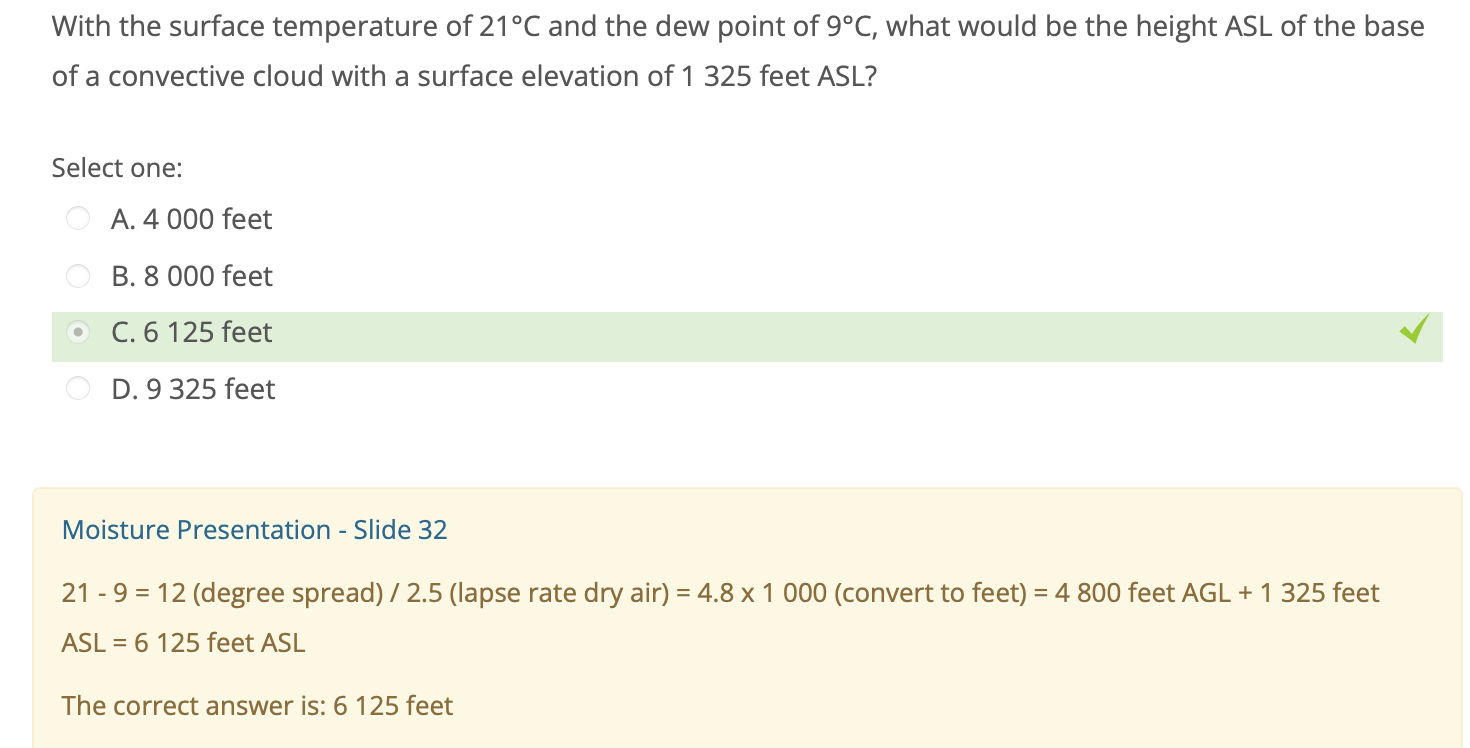 With the surface temperature of 21°C and the dew point of 9°C, what would be the height ASL of the base
of a convective cloud with a surface elevation of 1 325 feet ASL?
Select one:
A. 4 000 feet
B. 8 000 feet
C. 6 125 feet
D. 9 325 feet
Moisture Presentation - Slide 32
21 - 9 = 12 (degree spread) / 2.5 (lapse rate dry air) = 4.8 x 1 000 (convert to feet) = 4 800 feet AGL + 1 325 feet
ASL = 6 125 feet ASL
The correct answer is: 6 125 feet